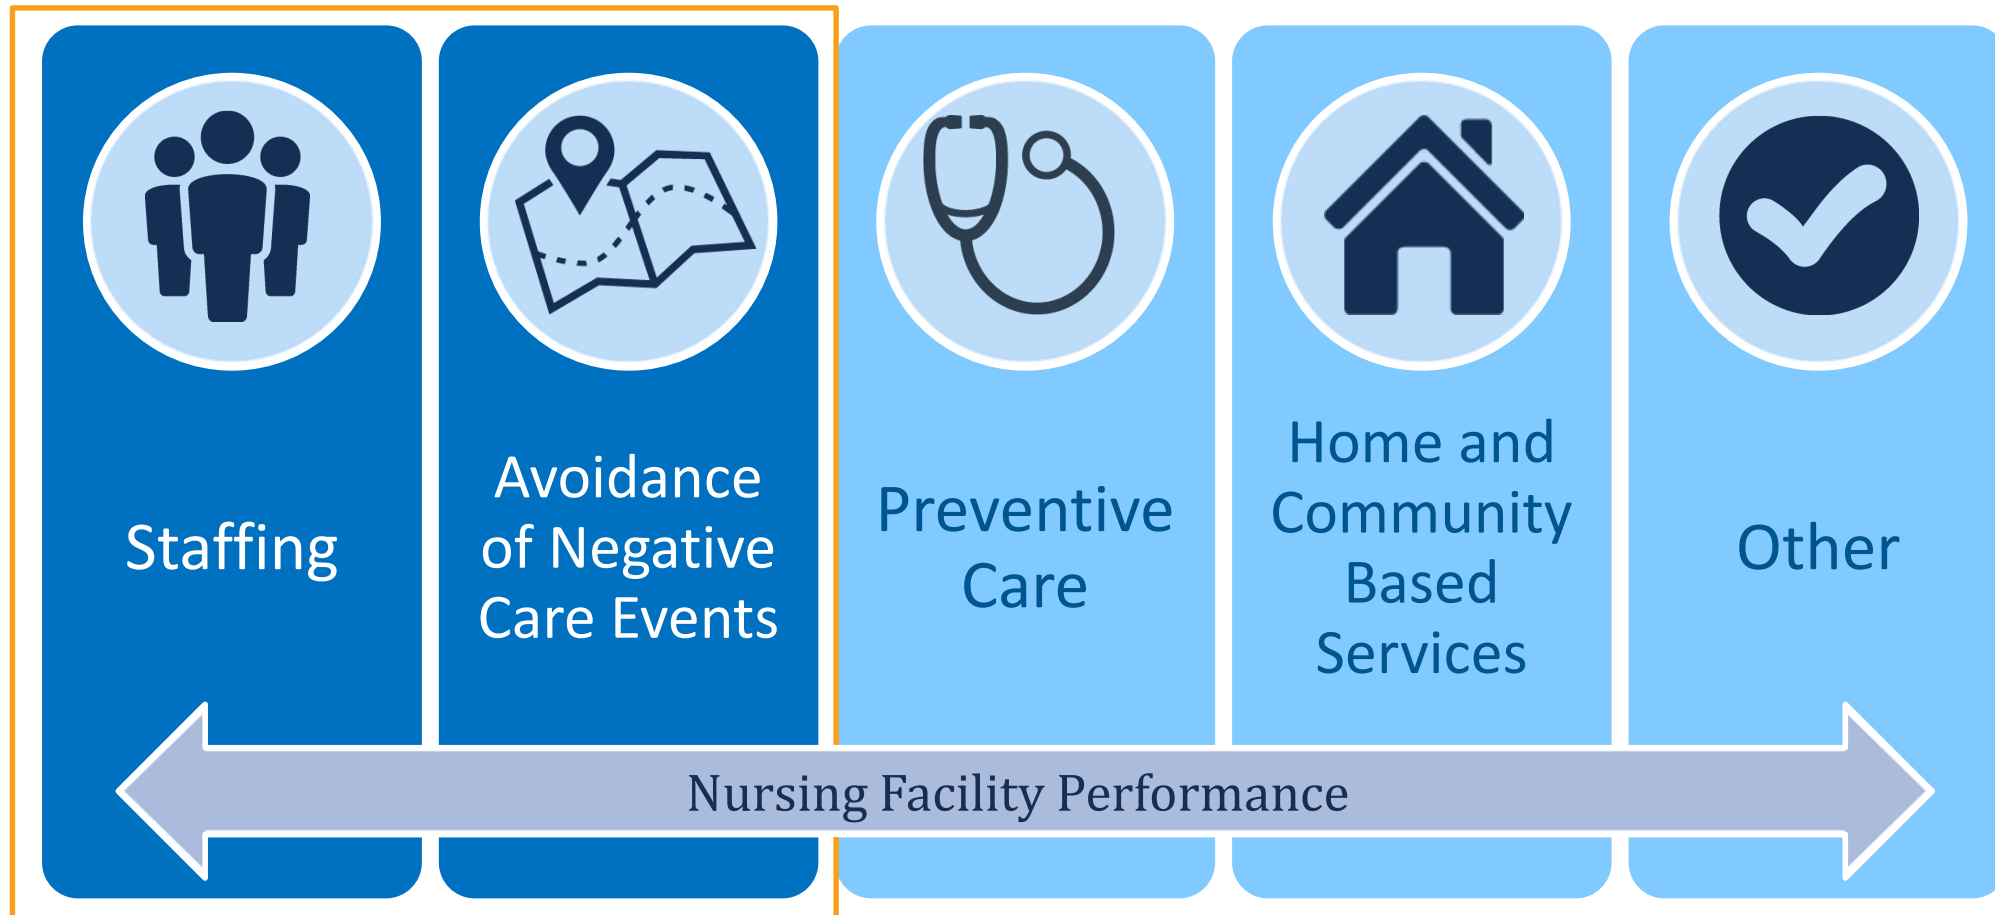 Staffing
Avoidance
of Negative
Care Events
Preventive
Care
Home and
Community
Based
Services
Other
Nursing Facility Performance